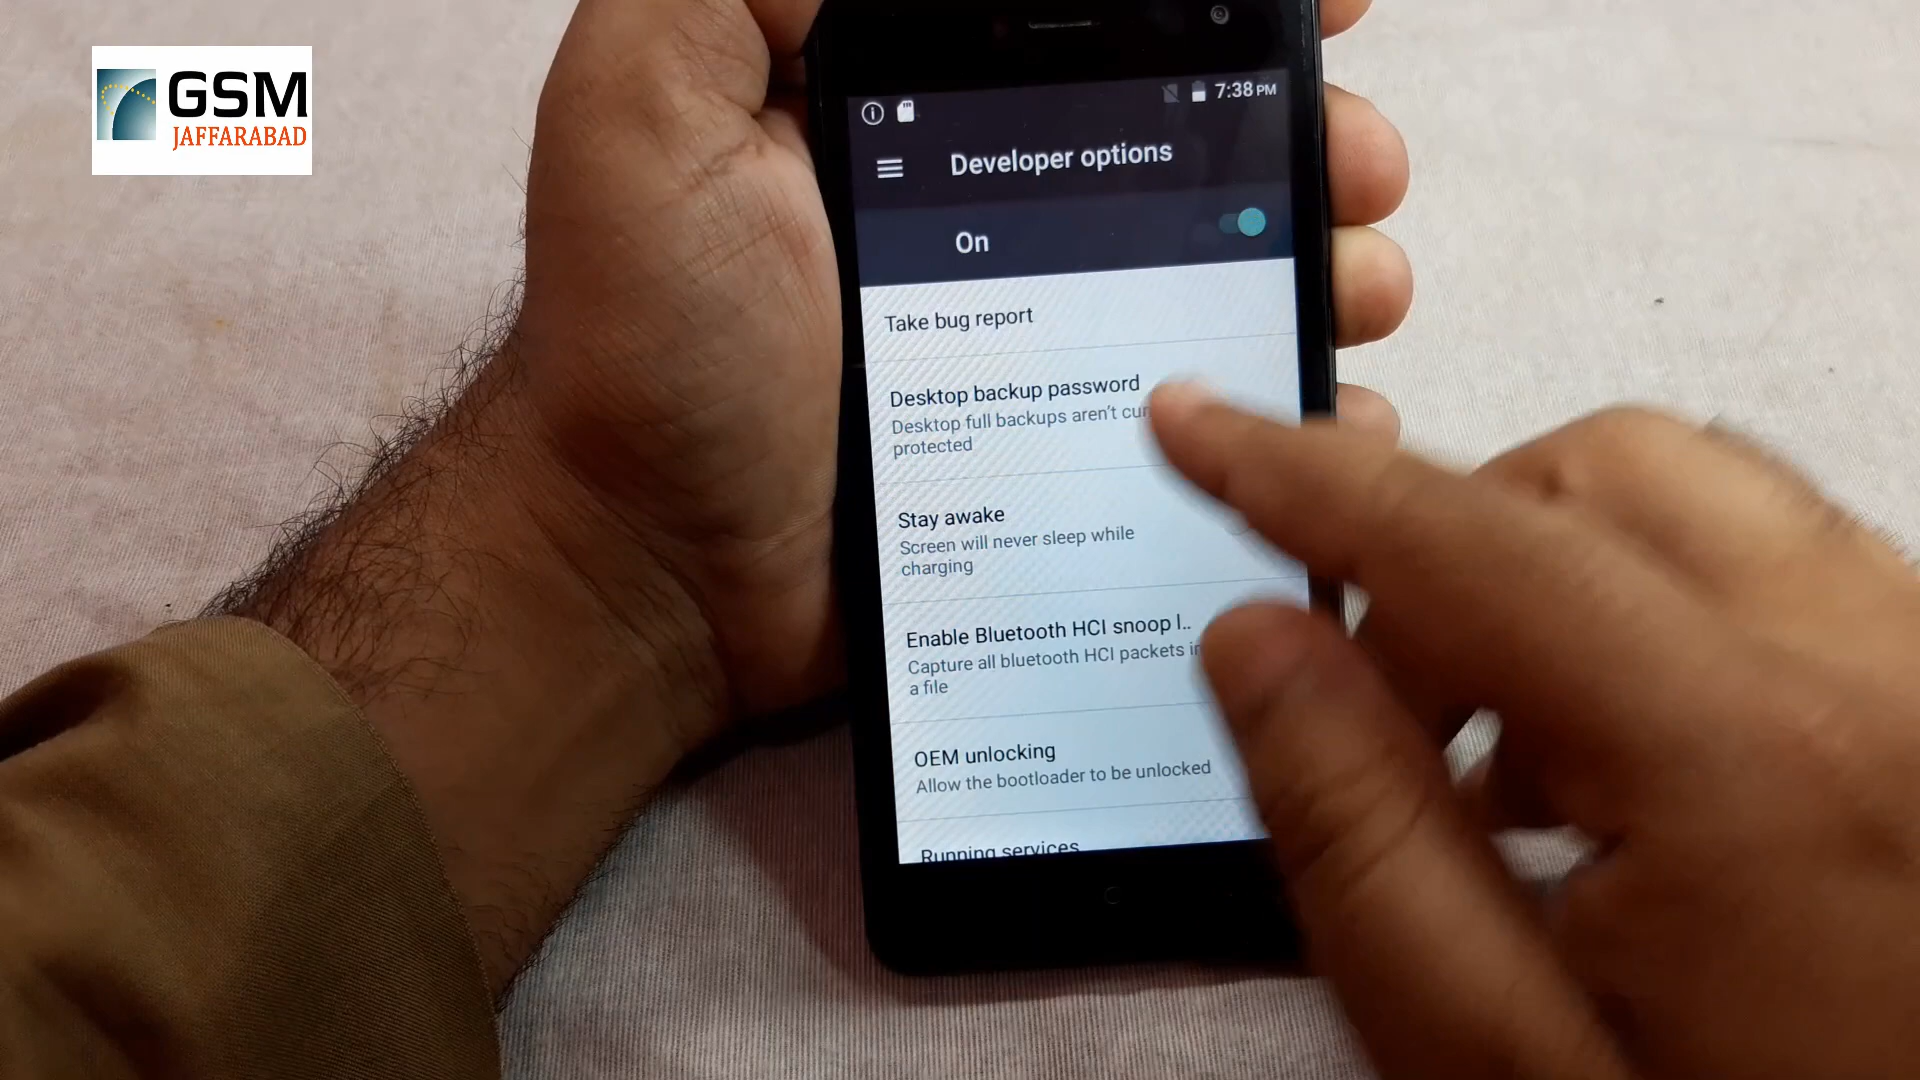 GSM
JAFFARABAD
7:38 PM
Developer options
On
Take bug report
Desktop backup password
Desktop full backups aren't
protected
Stay awake
Screen will never sleep while
charging
Enable Bluetooth HCI snoop l..
Capture all bluetooth HCI packets in
a file
OEM unlocking
Allow the bootloader to be unlocked
Running services